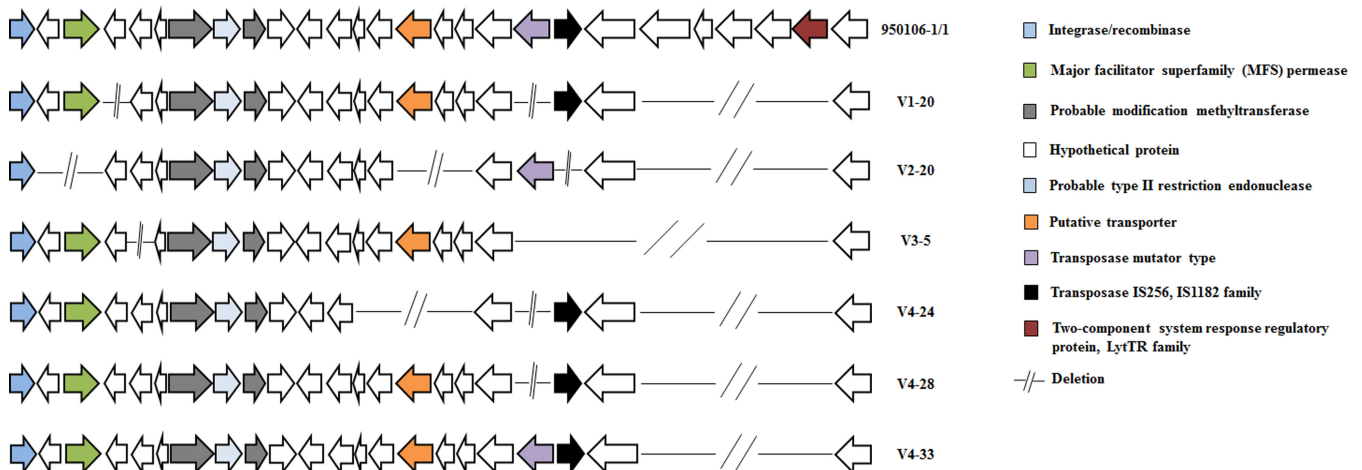 950106-1/1
V1-20
V2-20
V3-5
V4-24
V4-28
V4-33
Integrase/recombinase
Major facilitator superfamily (MFS) permease
Probable modification methyltransferase
Hypothetical protein
Probable type II restriction endonuclease
Putative transporter
Transposase mutator type
Transposase IS256, IS1182 family
Two-component system response regulatory
protein, LytTR family
Deletion